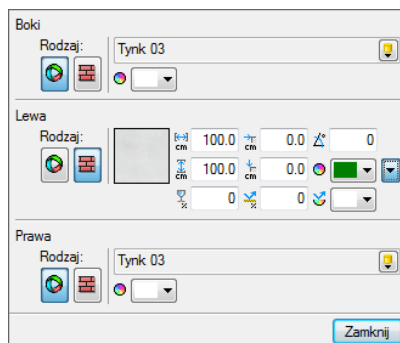 Boki
Rodzaj:
Tynk 03
Lewa
Rodzaj:
cm 100.0 cm 0.0 0
cm 100.0 cm 0.0
% 0 % 0
Prawa
Rodzaj:
Tynk 03
Zamknij